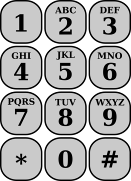 ABC DEF
1 2 3
GHI JKL MNO
4 5 6
PQRS TUV WXYZ
7 8 9
* 0 #